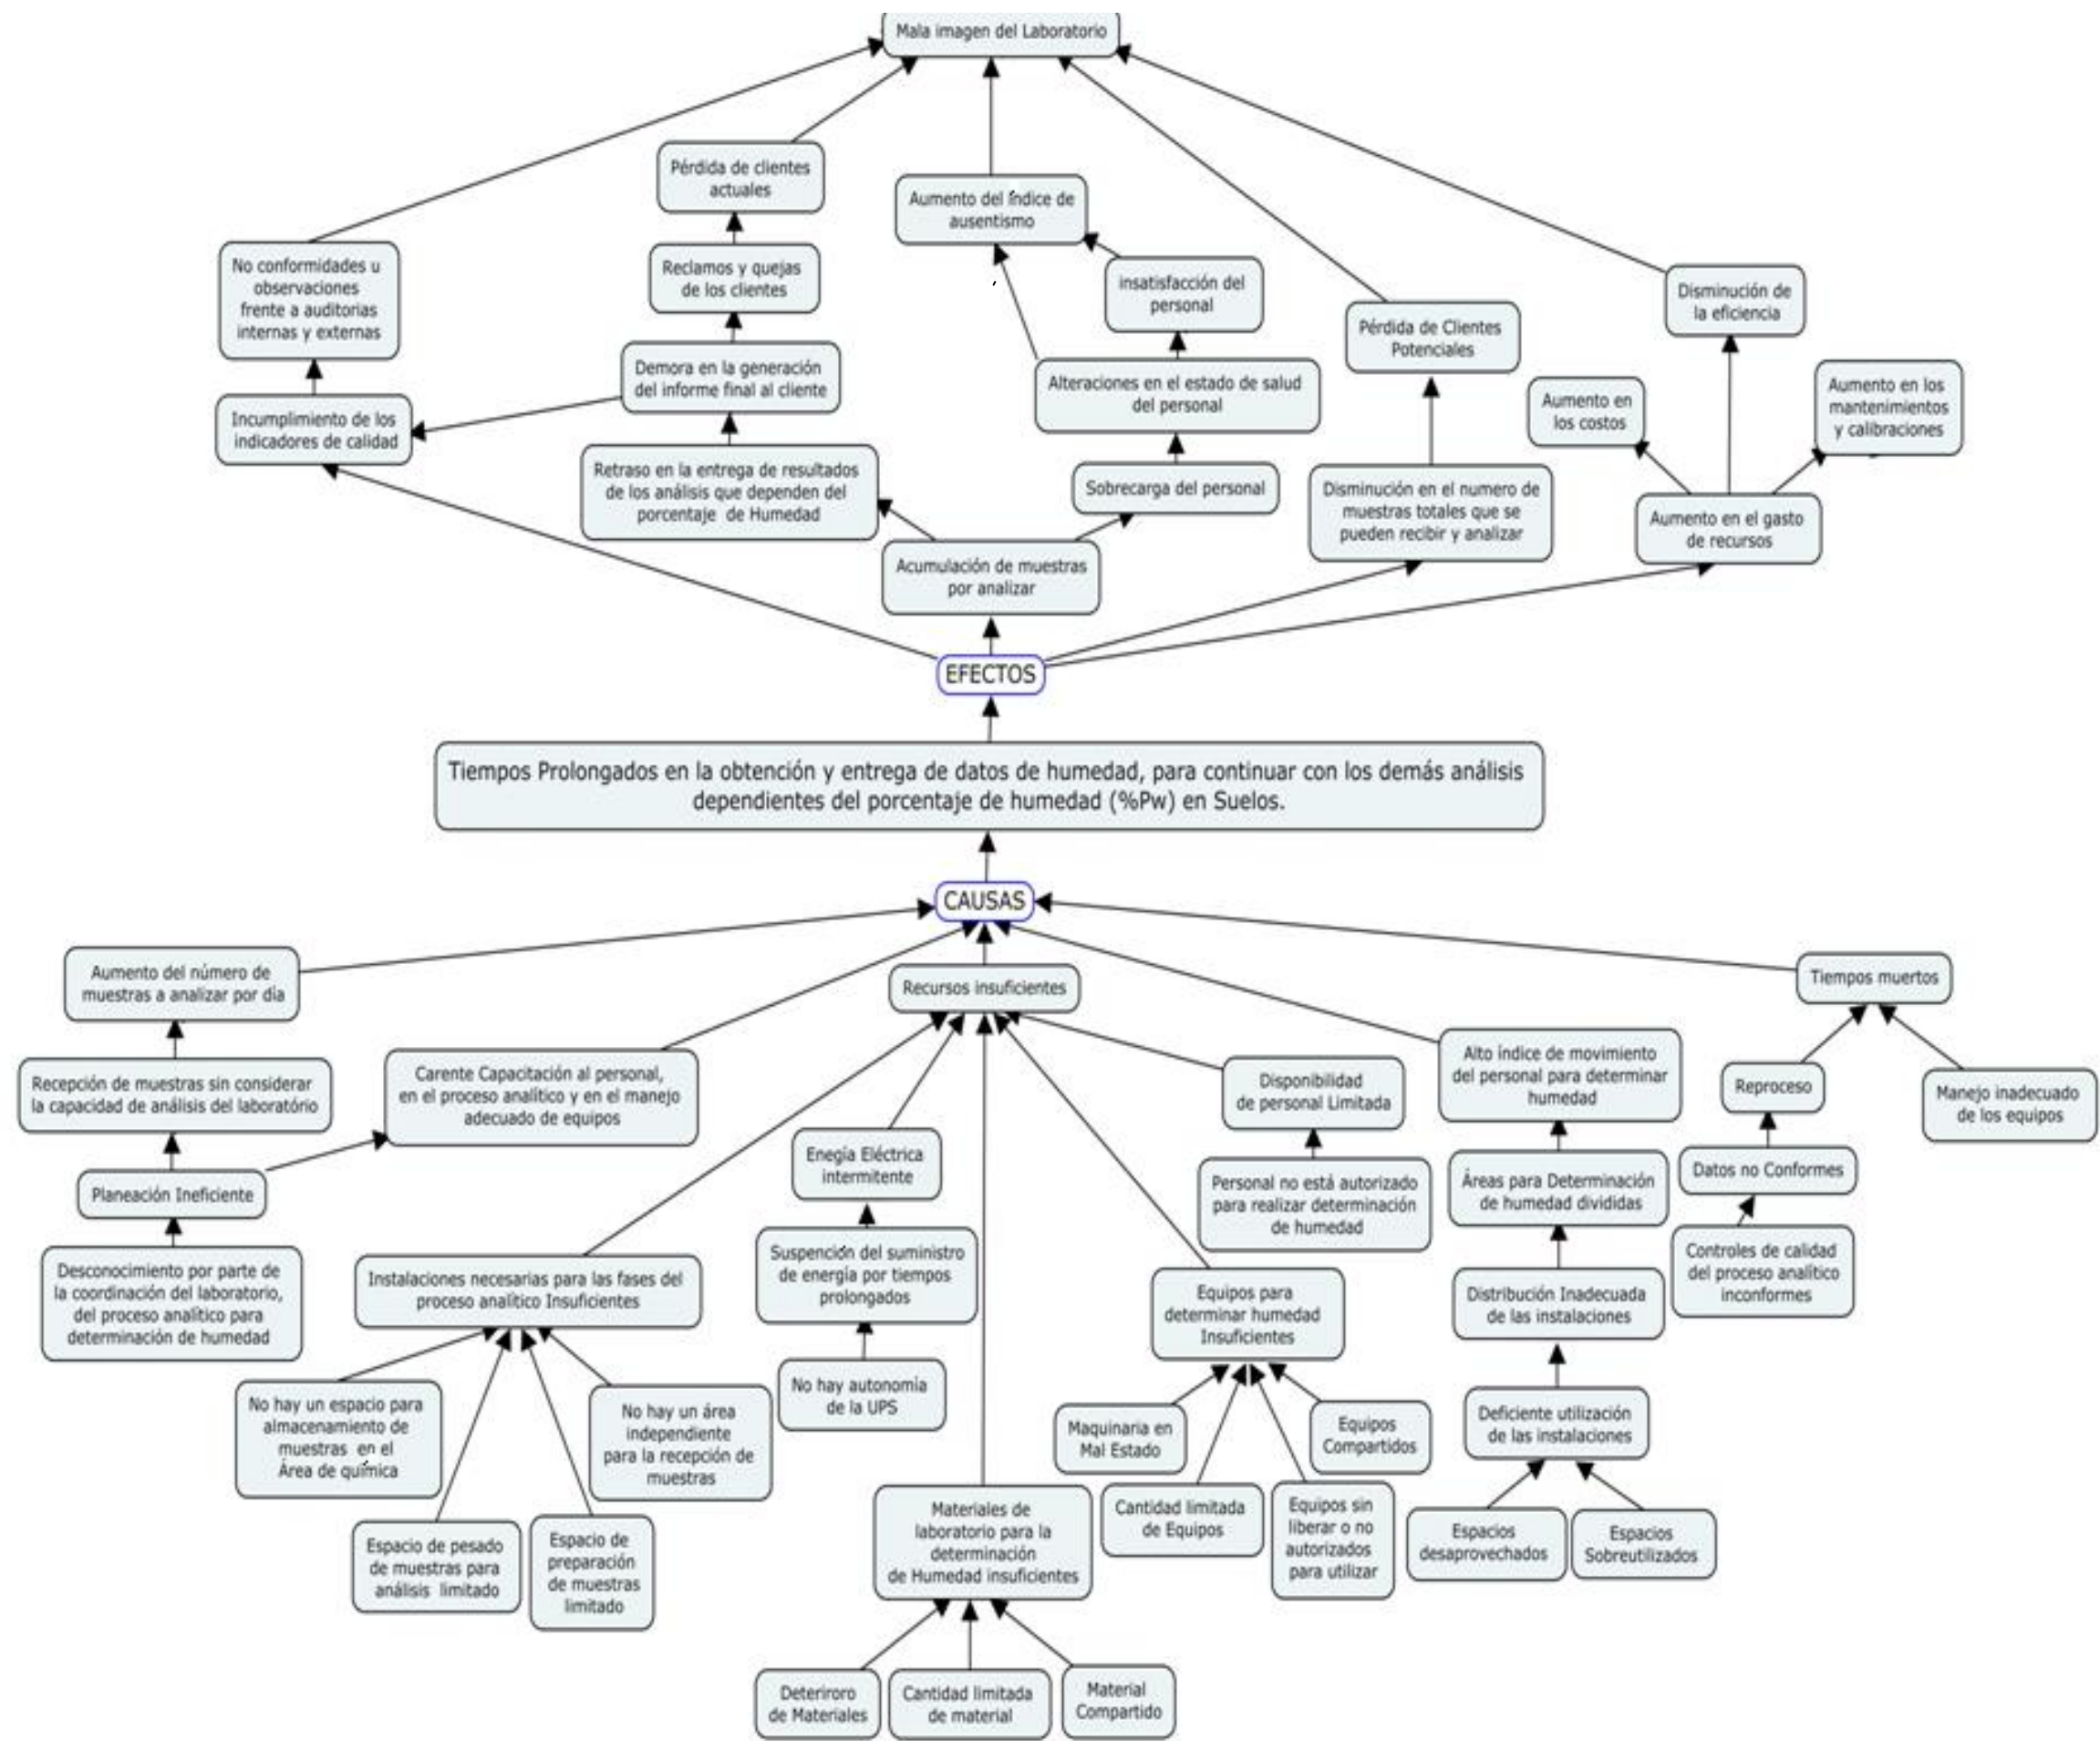 Mala imagen del Laboratorio
Pérdida de clientes
actuales
Aumento del índice de
ausentismo
No conformidades u
observaciones
frente a auditorias
internas y externas
Reclamos y quejas
de los clientes
insatisfacción del
personal
Disminución de
la eficiencia
Pérdida de Clientes
Potenciales
Demora en la generación
del informe final al cliente
Alteraciones en el estado de salud
del personal
Aumento en
los costos
Aumento en los
mantenimientos
y calibraciones
Incumplimiento de los
indicadores de calidad
Retraso en la entrega de resultados
de los análisis que dependen del
porcentaje de Humedad
Sobrecarga del personal
Disminución en el numero de
muestras totales que se
pueden recibir y analizar
Aumento en el gasto
de recursos
Acumulación de muestras
por analizar
EFECTOS
Tiempos Prolongados en la obtención y entrega de datos de humedad, para continuar con los demás análisis
dependientes del porcentaje de humedad (%Pw) en Suelos.
CAUSAS
Aumento del número de
muestras a analizar por día
Recursos insuficientes
Tiempos muertos
Recepción de muestras sin considerar
la capacidad de análisis del laboratório
Carente Capacitación al personal,
en el proceso analítico y en el manejo
adecuado de equipos
Disponibilidad
de personal Limitada
Alto índice de movimiento
del personal para determinar
humedad
Reproceso
Manejo inadecuado
de los equipos
Planeación Ineficiente
Enegía Eléctrica
intermitente
Personal no está autorizado
para realizar determinación
de humedad
Áreas para Determinación
de humedad divididas
Datos no Conformes
Desconocimiento por parte de
la coordinación del laboratorio,
del proceso analítico para
determinación de humedad
Instalaciones necesarias para las fases del
proceso analítico Insuficientes
Suspención del suministro
de energía por tiempos
prolongados
Equipos para
determinar humedad
Insuficientes
Distribución Inadecuada
de las instalaciones
Controles de calidad
del proceso analítico
inconformes
No hay un espacio para
almacenamiento de
muestras en el
Área de química
No hay un área
independiente
para la recepción de
muestras
No hay autonomía
de la UPS
Maquinaria en
Mal Estado
Equipos
Compartidos
Deficiente utilización
de las instalaciones
Espacio de pesado
de muestras para
análisis limitado
Espacio de
preparación
de muestras
limitado
Materiales de
laboratorio para la
determinación
de Humedad insuficientes
Cantidad limitada
de Equipos
Equipos sin
liberar o no
autorizados
para utilizar
Espacios
desaprovechados
Espacios
Sobreutilizados
Deteriroro
de Materiales
Cantidad limitada
de material
Material
Compartido